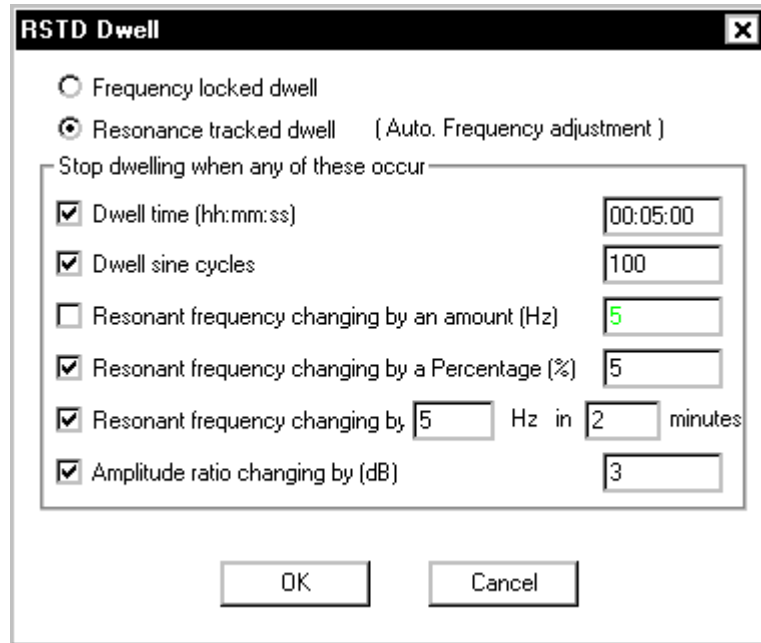 RSTD Dwell
Frequency locked dwell
Resonance tracked dwell ( Auto. Frequency adjustment )
Stop dwelling when any of these occur
Dwell time (hh:mm:ss) 00:05:00
Dwell sine cycles 100
Resonant frequency changing by an amount (Hz) 5
Resonant frequency changing by a Percentage (%) 5
Resonant frequency changing by 5 Hz in 2 minutes
Amplitude ratio changing by (dB) 3
OK Cancel